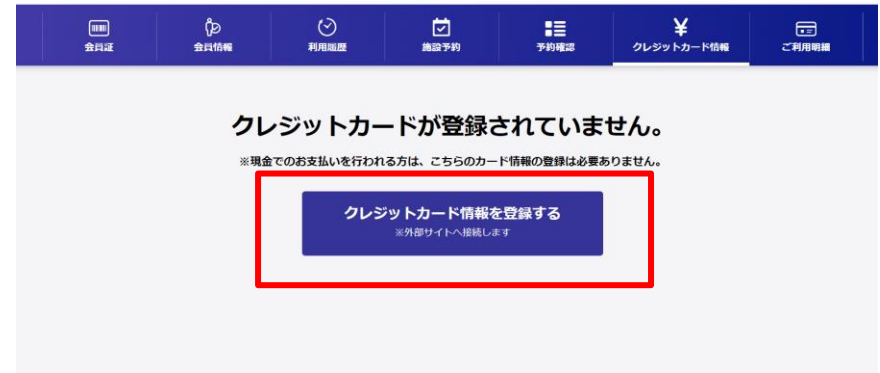 会員証
会員情報
利用履歴
施設予約
予約確認
クレジットカード情報
ご利用明細
クレジットカードが登録されていません。
※現金でのお支払いを行われる方は、こちらのカード情報の登録は必要ありません。
クレジットカード情報を登録する
※外部サイトへ接続します